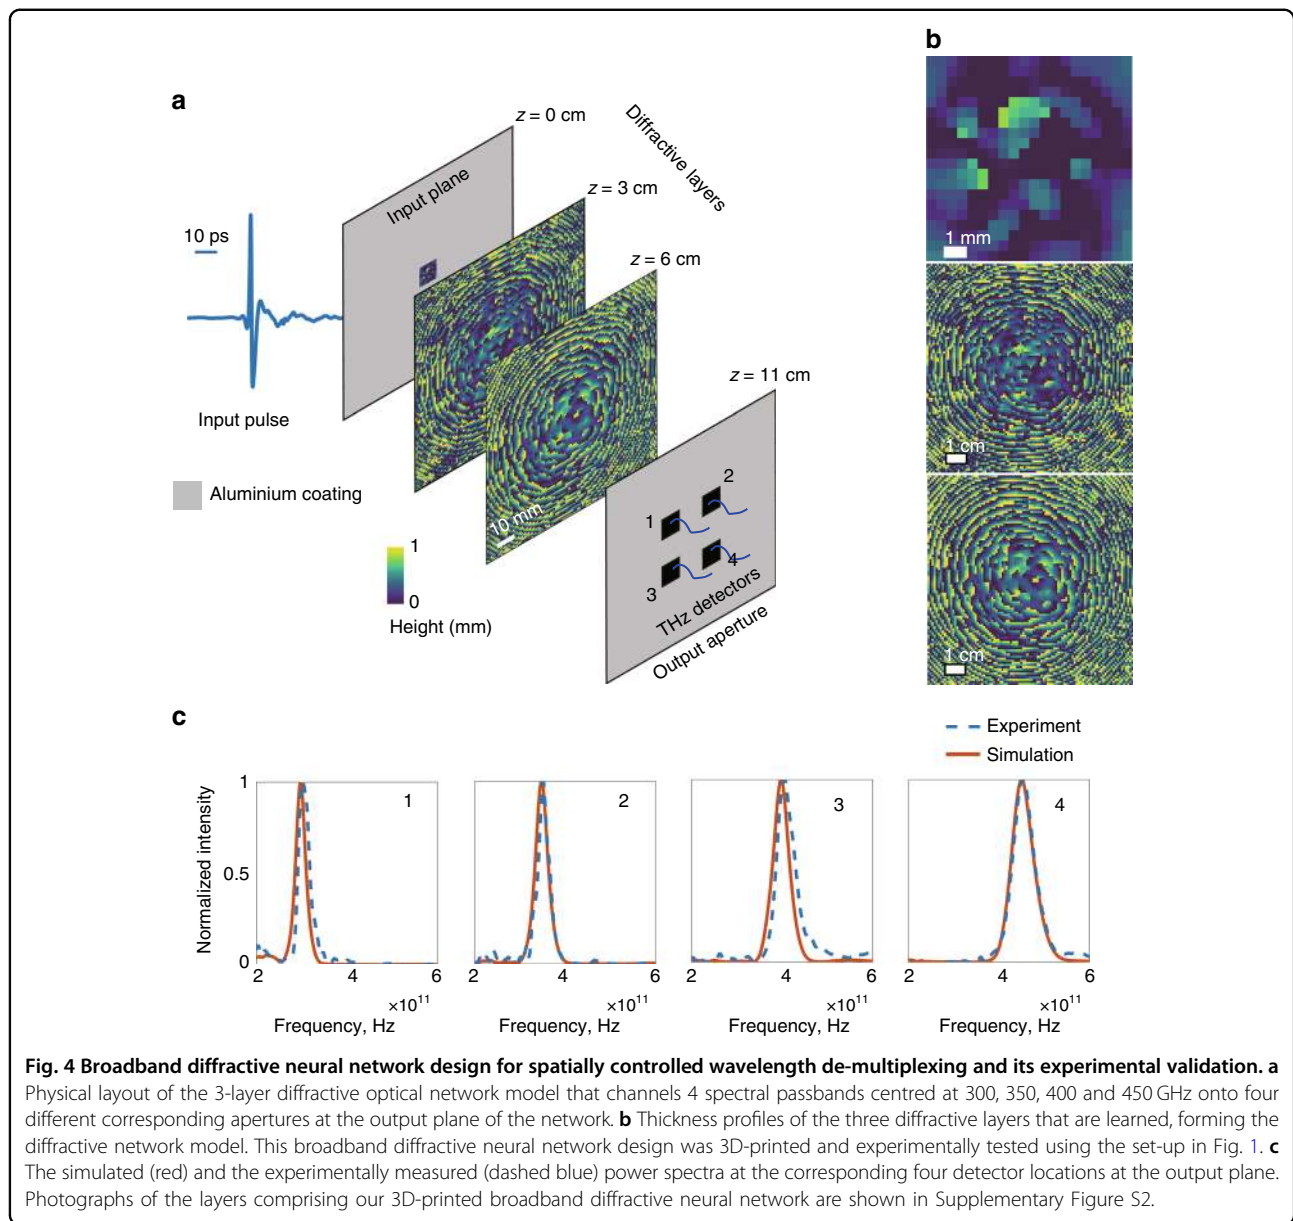 a
z = 0 cm
Diffractive layers
Input plane
z = 3 cm
10 ps
z = 6 cm
z = 11 cm
Input pulse
Aluminium coating
10 mm
1
2
3
4
1
0
Height (mm)
THz detectors
Output aperture
b
1 mm
1 cm
1 cm
c
Experiment
Simulation
Normalized intensity
1
0.5
0
1
2
3
4
2 6
2 4 6
2 4 6
2 4 6
×10¹¹ ×10¹¹ ×10¹¹ ×10¹¹
Frequency, Hz Frequency, Hz Frequency, Hz Frequency, Hz
Fig. 4 Broadband diffractive neural network design for spatially controlled wavelength de-multiplexing and its experimental validation. a
Physical layout of the 3-layer diffractive optical network model that channels 4 spectral passbands centred at 300, 350, 400 and 450 GHz onto four
different corresponding apertures at the output plane of the network. b Thickness profiles of the three diffractive layers that are learned, forming the
diffractive network model. This broadband diffractive neural network design was 3D-printed and experimentally tested using the set-up in Fig. 1. c
The simulated (red) and the experimentally measured (dashed blue) power spectra at the corresponding four detector locations at the output plane.
Photographs of the layers comprising our 3D-printed broadband diffractive neural network are shown in Supplementary Figure S2.